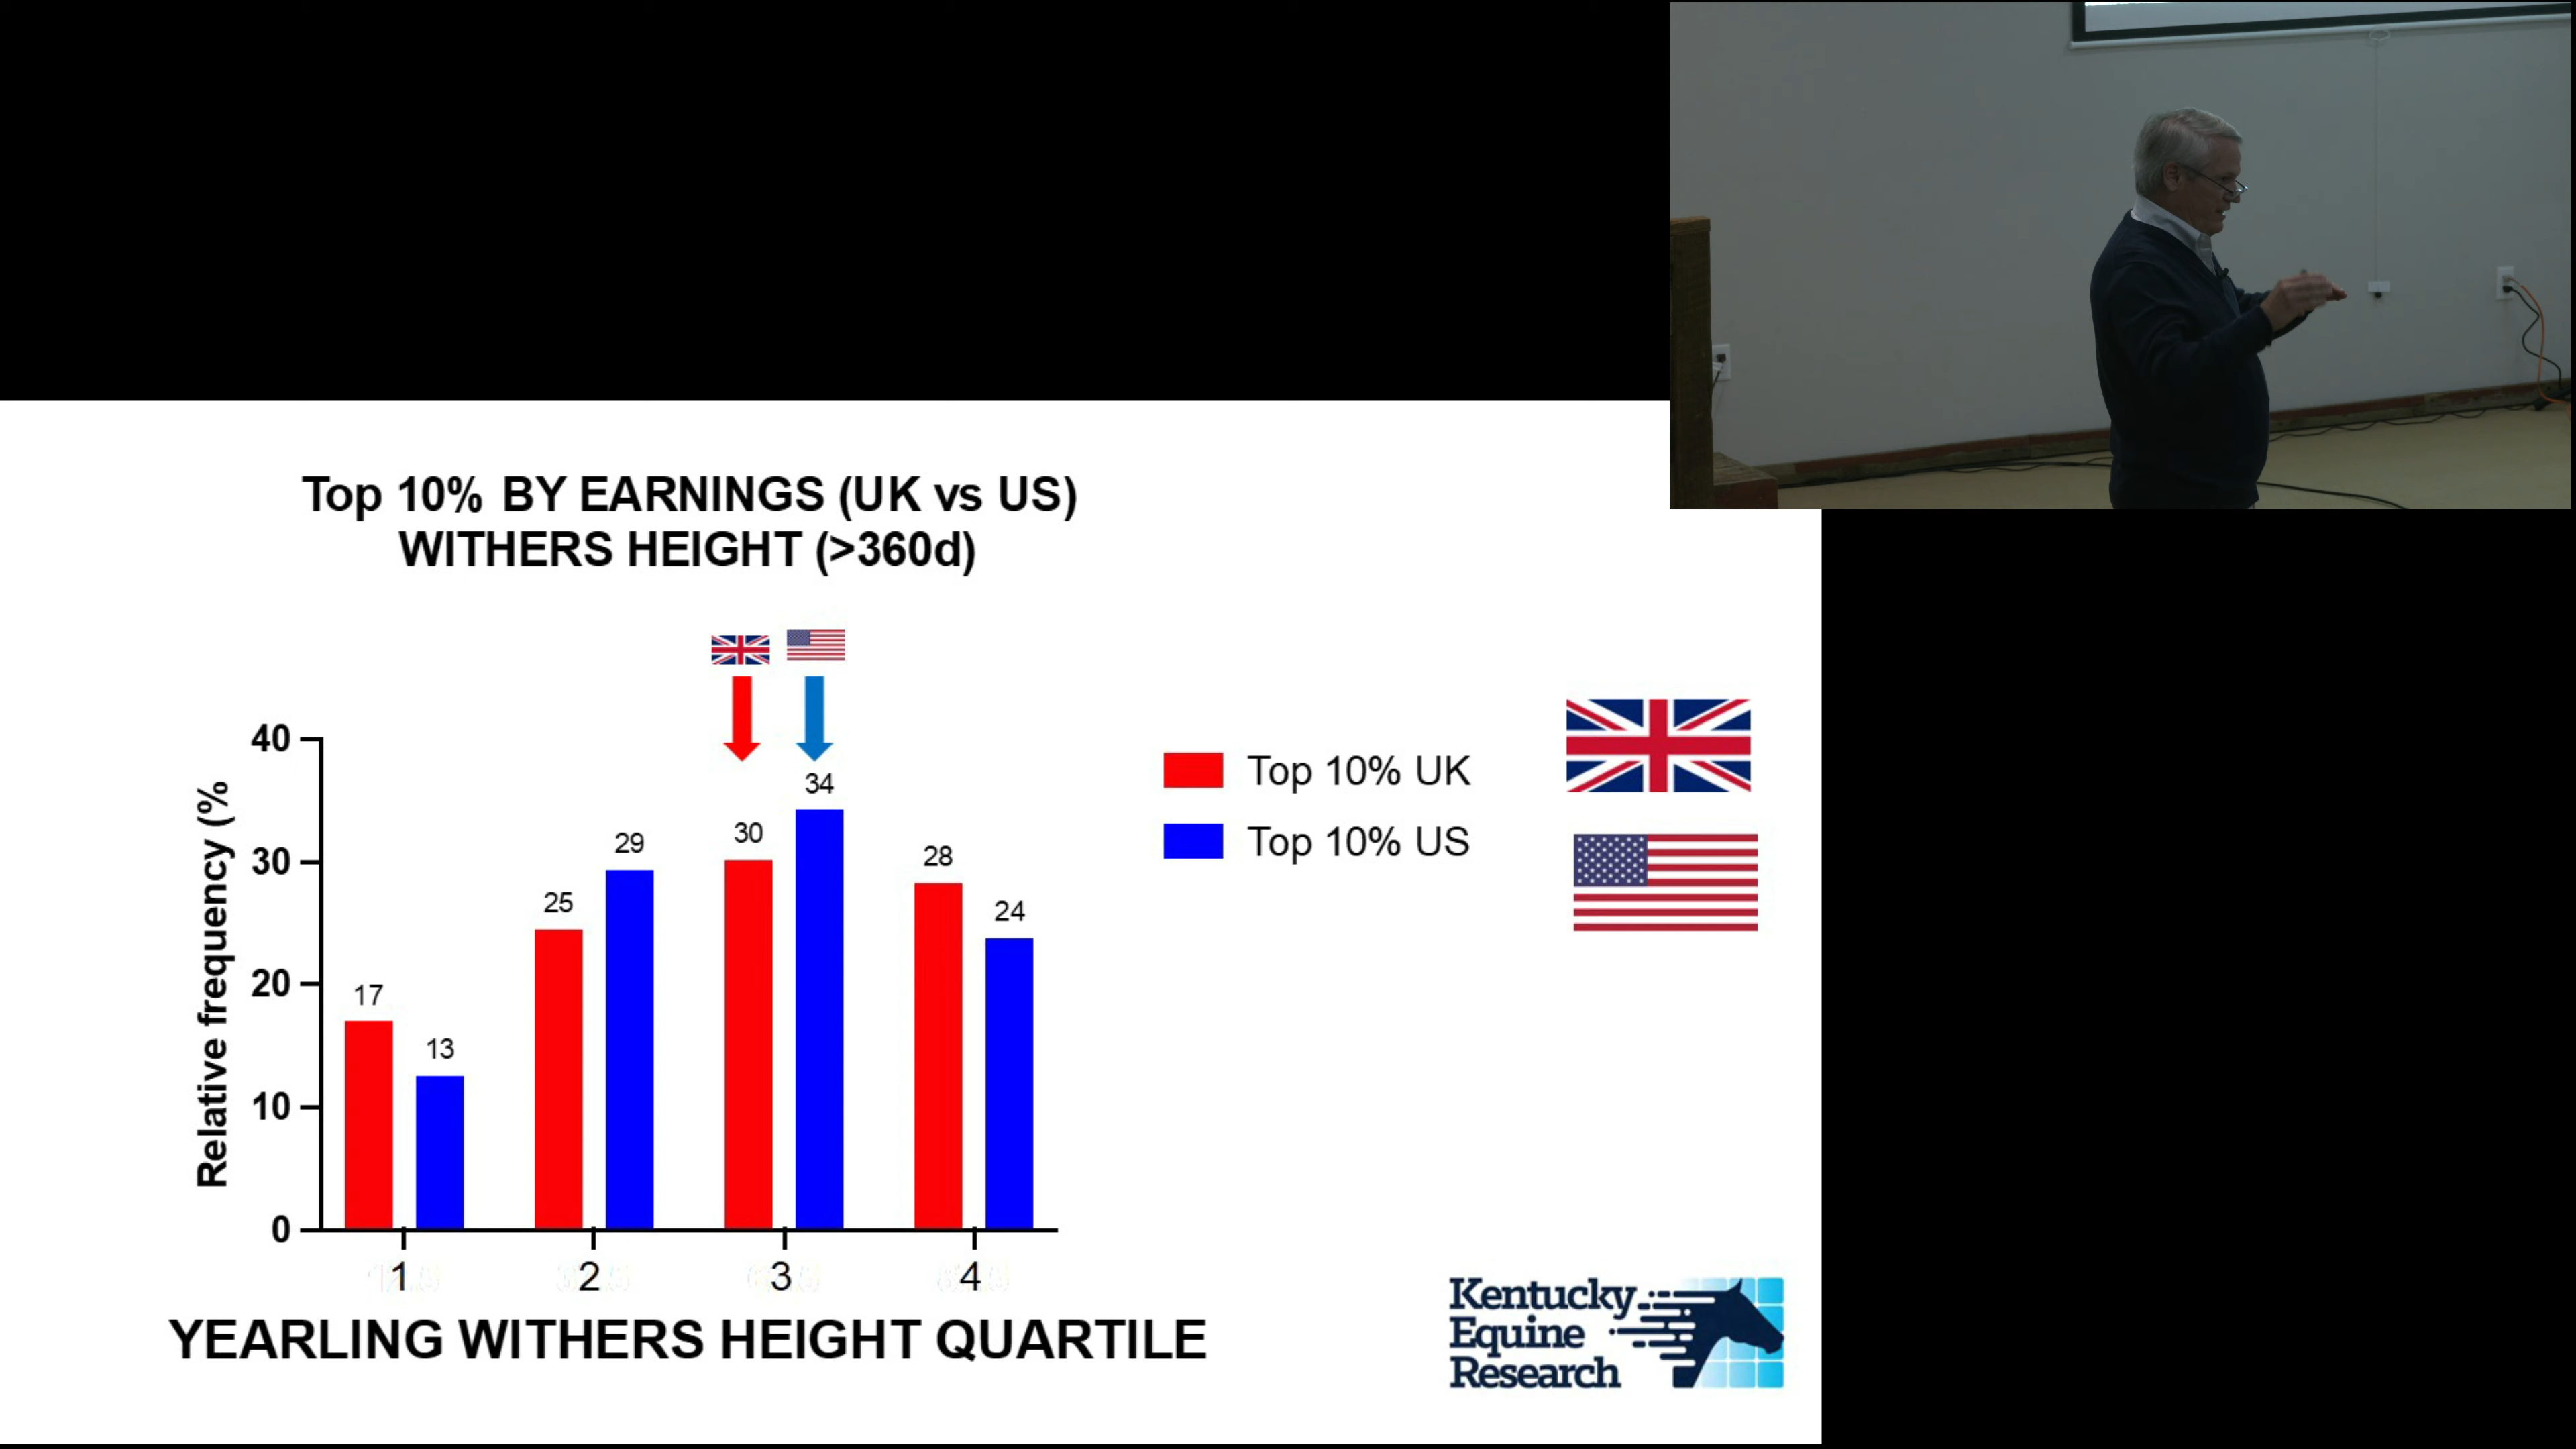 Top 10% BY EARNINGS (UK vs US)
WITHERS HEIGHT (>360d)
Relative frequency (%
40
30
20
10
0
17
13
25
29
30
34
28
24
1
2
3
4
YEARLING WITHERS HEIGHT QUARTILE
Top 10% UK
Top 10% US
Kentucky
Equine
Research